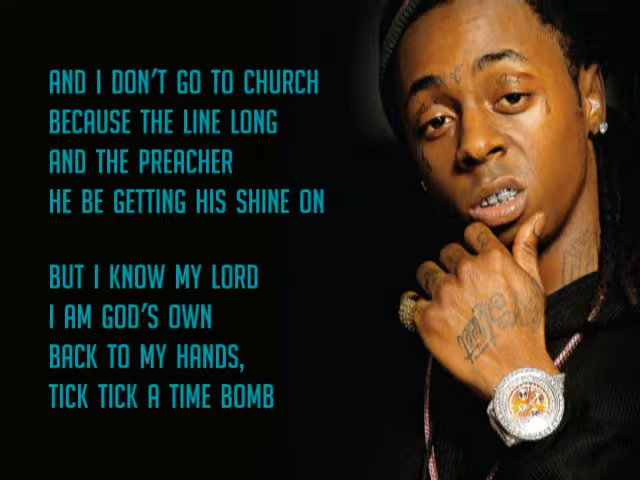 AND I DON'T GO TO CHURCH
BECAUSE THE LINE LONG
AND THE PREACHER
HE BE GETTING HIS SHINE ON
BUT I KNOW MY LORD
I AM GOD'S OWN
BACK TO MY HANDS,
TICK TICK A TIME BOMB